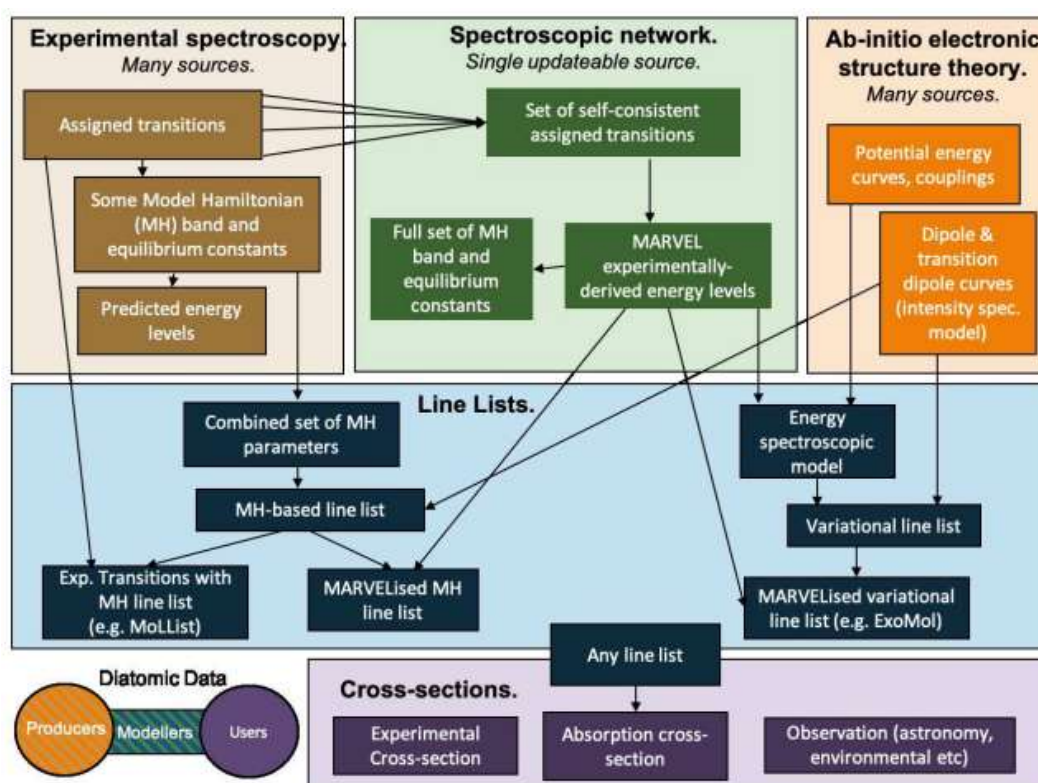 Experimental spectroscopy.
Many sources.
Assigned transitions
Some Model Hamiltonian
(MH) band and
equilibrium constants
Predicted energy
levels
Spectroscopic network.
Single updateable source.
Set of self-consistent
assigned transitions
Full set of MH
band and
equilibrium
constants
MARVEL
experimentally-
derived energy levels
Ab-initio electronic
structure theory.
Many sources.
Potential energy
curves, couplings
Dipole &
transition
dipole curves
(intensity spec.
model)
Line Lists.
Combined set of MH
parameters
MH-based line list
Exp. Transitions with
MH line list
(e.g. MoLLIst)
MARVELised MH
line list
Energy
spectroscopic
model
Variational line list
MARVELised variational
line list (e.g. ExoMol)
Any line list
Diatomic Data
Producers
Modellers
Users
Cross-sections.
Experimental
Cross-section
Absorption cross-
section
Observation (astronomy,
environmental etc)